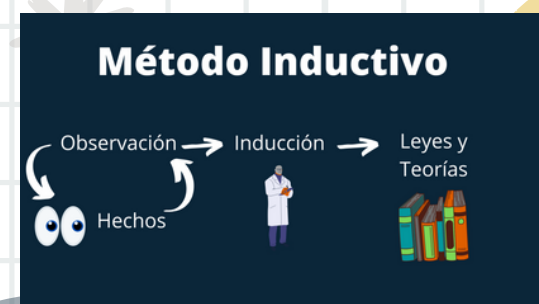 Método Inductivo
Observación
Inducción
Leyes y
Teorías
Hechos